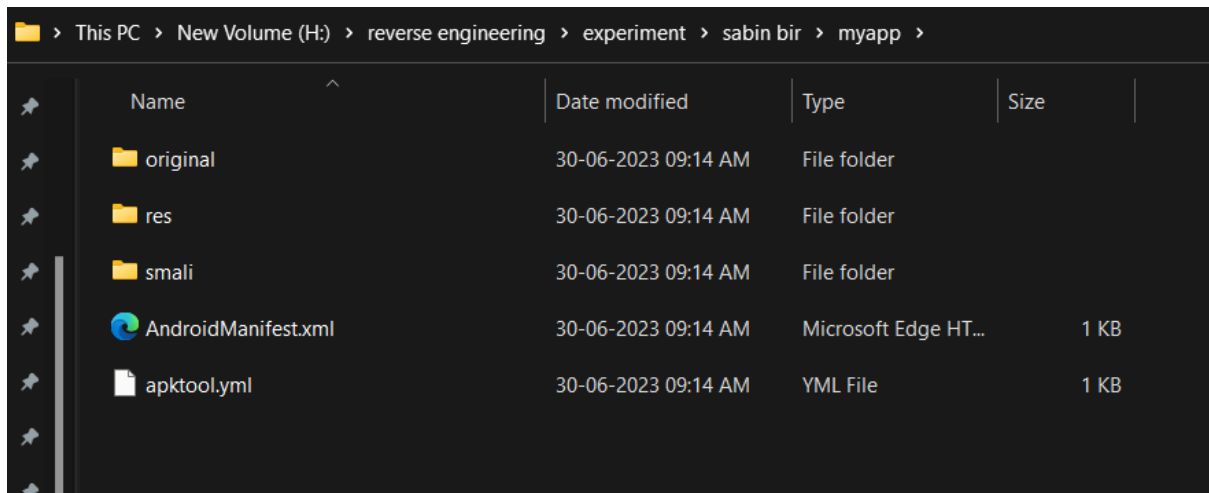 This PC > New Volume (H:) > reverse engineering > experiment > sabin bir > myapp >
Name Date modified Type Size
original 30-06-2023 09:14 AM File folder
res 30-06-2023 09:14 AM File folder
smali 30-06-2023 09:14 AM File folder
AndroidManifest.xml 30-06-2023 09:14 AM Microsoft Edge HT... 1 KB
apktool.yml 30-06-2023 09:14 AM YML File 1 KB